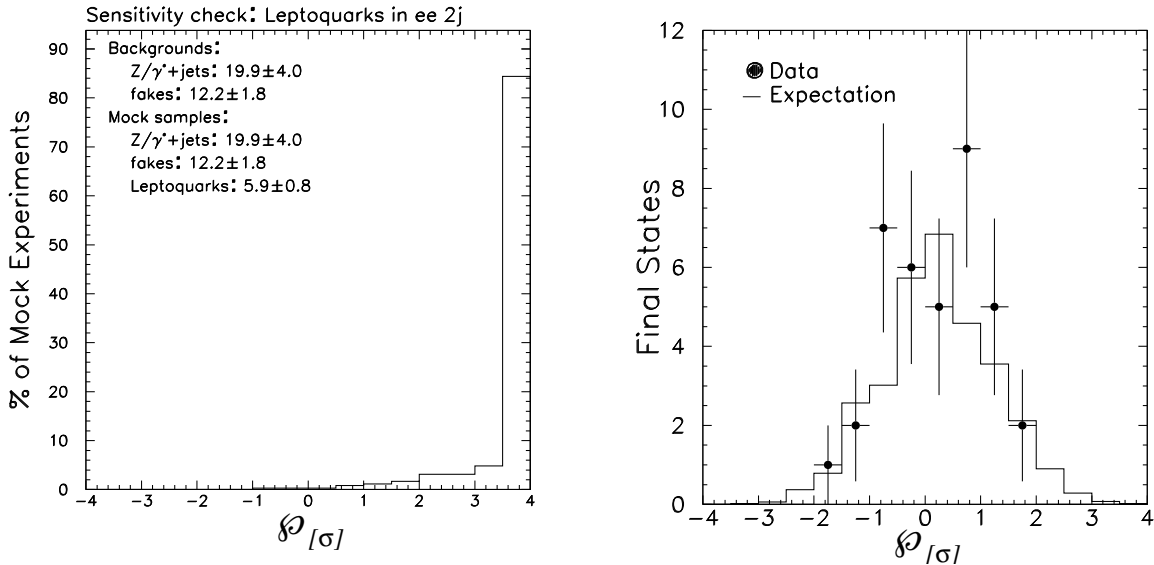 Sensitivity check: Leptoquarks in ee 2j
% of Mock Experiments
90
80
70
60
50
40
30
20
10
0
Backgrounds:
Z/γ*+jets: 19.9±4.0
fakes: 12.2±1.8
Mock samples:
Z/γ*+jets: 19.9±4.0
fakes: 12.2±1.8
Leptoquarks: 5.9±0.8
-4 -3 -2 -1 0 1 2 3 4
℘[σ]
Final States
12
10
8
6
4
2
0
Data
Expectation
-4 -3 -2 -1 0 1 2 3 4
℘[σ]